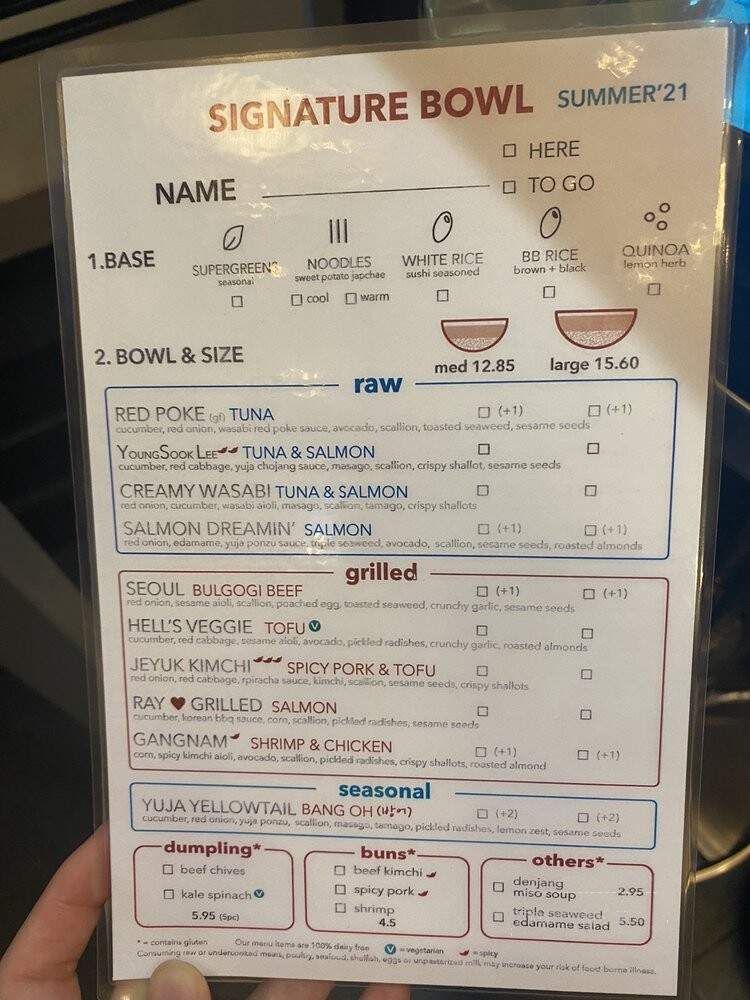 SIGNATURE BOWL SUMMER'21
HERE
NAME
TO GO
1.BASE
SUPERGREENS
seasonal
NOODLES
sweet potato japchae
cool warm
WHITE RICE
sushi seasoned
BB RICE
brown + black
QUINOA
lemon herb
2. BOWL & SIZE
med 12.85 large 15.60
raw
RED POKE (gf) TUNA (+1) (+1)
cucumber, red onion, wasabi red poke sauce, avocado, scallion, toasted seaweed, sesame seeds
YOUNGSOOK LEE TUNA & SALMON
cucumber, red cabbage, yuja chojang sauce, masago, scallion, crispy shallot, sesame seeds
CREAMY WASABI TUNA & SALMON
red onion, cucumber, wasabi aioli, masago, scallion, tamago, crispy shallots
SALMON DREAMIN' SALMON (+1) (+1)
red onion, edamame, yuja ponzu sauce, triple seaweed, avocado, scallion, sesame seeds, roasted almonds
grilled
SEOUL BULGOGI BEEF (+1) (+1)
red onion, sesame aioli, scallion, poached egg, toasted seaweed, crunchy garlic, sesame seeds
HELL'S VEGGIE TOFU V
cucumber, red cabbage, sesame aioli, avocado, pickled radishes, crunchy garlic, roasted almonds
JEYUK KIMCHI SPICY PORK & TOFU
red onion, red cabbage, rpiracha sauce, kimchi, scallion, sesame seeds, crispy shallots
RAY ♥ GRILLED SALMON
cucumber, korean bbq sauce, corn, scallion, pickled radishes, sesame seeds
GANGNAM SHRIMP & CHICKEN (+1) (+1)
corn, spicy kimchi aioli, avocado, scallion, pickled radishes, crispy shallots, roasted almond
seasonal
YUJA YELLOWTAIL BANG OH (방어) (+2) (+2)
cucumber, red onion, yuja ponzu, scallion, masago, tamago, pickled radishes, lemon zest, sesame seeds
dumpling*
beef chives
kale spinach V
5.95 (5pc)
buns*
beef kimchi
spicy pork
shrimp
4.5
others*
denjang
miso soup 2.95
triple seaweed
edamame salad 5.50
* = contains gluten Our menu items are 100% dairy free V = vegetarian = spicy
Consuming raw or undercooked meats, poultry, seafood, shellfish, eggs or unpasteurized milk may increase your risk of food-borne illness.